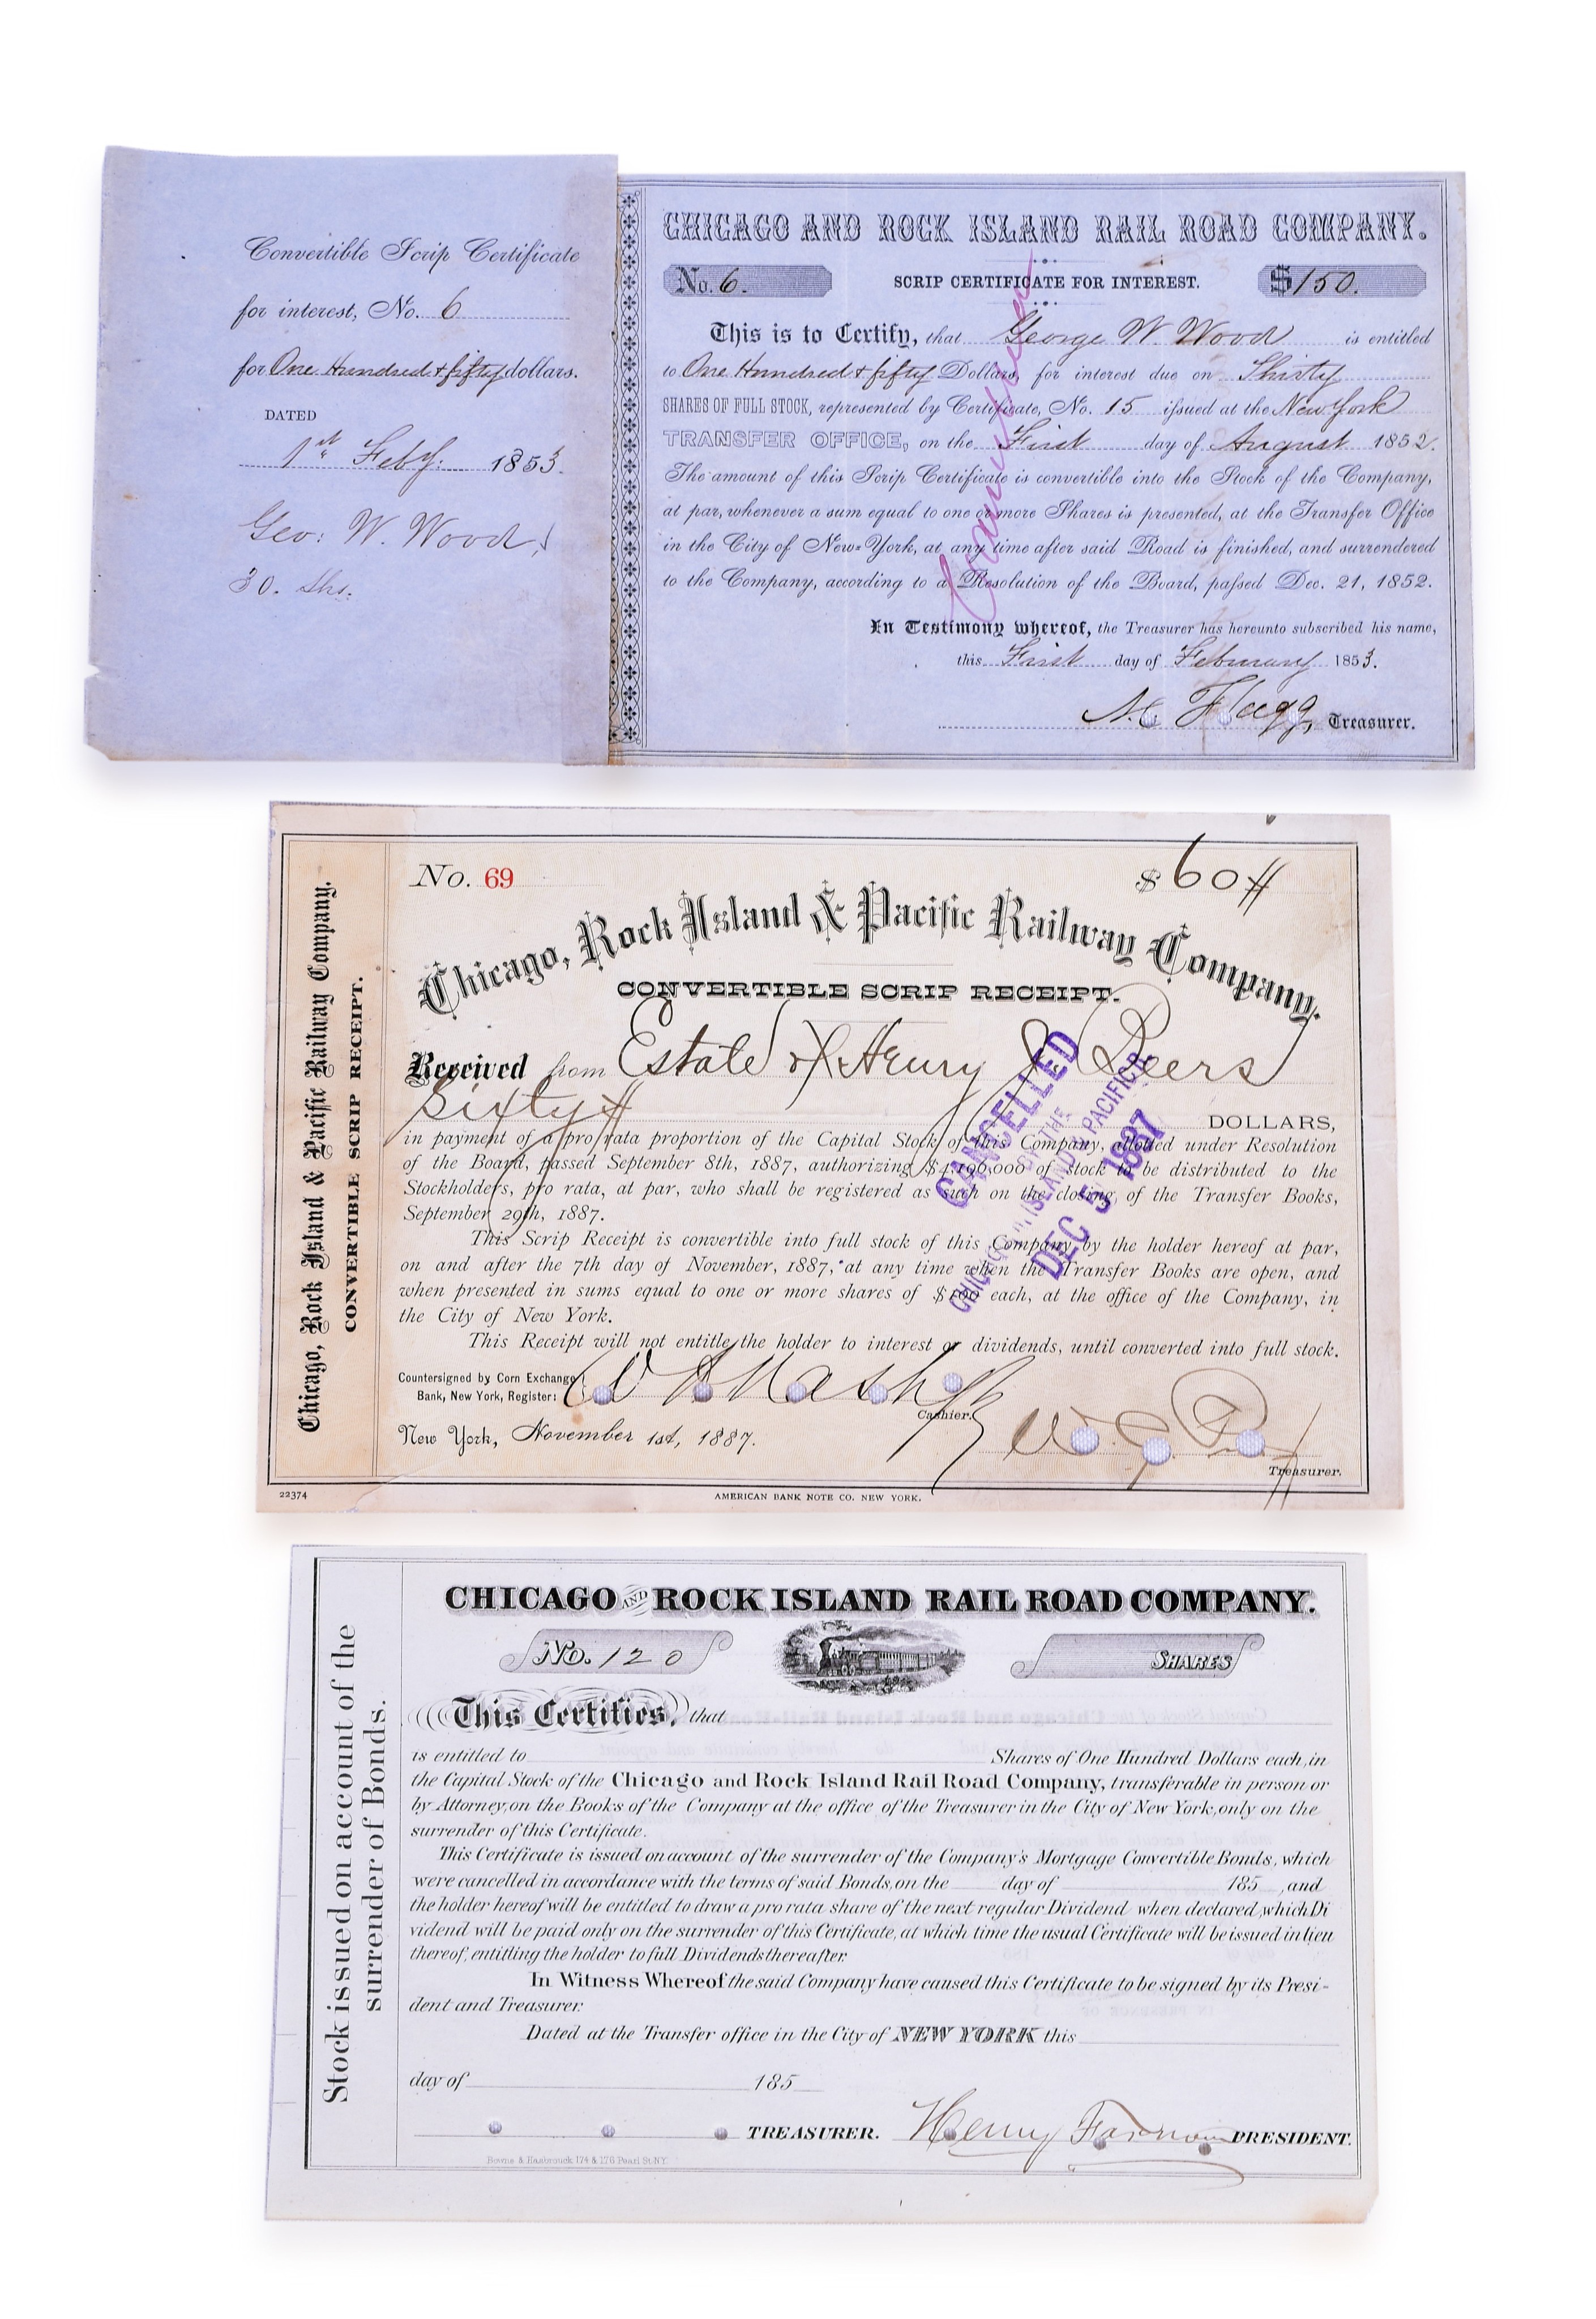 Convertible Scrip Certificate
for interest, No. 6
for One Hundred & fifty dollars.
DATED
1st Feby. 1853.
Geo: W. Wood,
30. Shs.
CHICAGO AND ROCK ISLAND RAIL ROAD COMPANY.
No. 6. SCRIP CERTIFICATE FOR INTEREST. $150.
This is to Certify, that George W. Wood is entitled
to One Hundred & fifty Dollars, for interest due on Thirty
SHARES OF FULL STOCK, represented by Certificate, No. 15 issued at the New York
TRANSFER OFFICE, on the First day of August 1852.
The amount of this Scrip Certificate is convertible into the Stock of the Company,
at par, whenever a sum equal to one or more Shares is presented, at the Transfer Office
in the City of New-York, at any time after said Road is finished, and surrendered
to the Company, according to a Resolution of the Board, passed Dec. 21, 1852.
In Testimony whereof, the Treasurer has hereunto subscribed his name,
this First day of February 1853.
A.C. Flagg, Treasurer.
Chicago, Rock Island & Pacific Railway Company.
CONVERTIBLE SCRIP RECEIPT.
No. 69 $60
Chicago, Rock Island & Pacific Railway Company.
CONVERTIBLE SCRIP RECEIPT.
Received from Estate of Henry J. Beers
Sixty
DOLLARS,
in payment of a pro rata proportion of the Capital Stock of this Company, allotted under Resolution
of the Board, passed September 8th, 1887, authorizing $4,196,000 of stock to be distributed to the
Stockholders, pro rata, at par, who shall be registered as such on the closing of the Transfer Books,
September 29th, 1887.
This Scrip Receipt is convertible into full stock of this Company by the holder hereof at par,
on and after the 7th day of November, 1887, at any time when the Transfer Books are open, and
when presented in sums equal to one or more shares of $100 each, at the office of the Company, in
the City of New York.
This Receipt will not entitle the holder to interest or dividends, until converted into full stock.
CANCELLED
DEC 5 1887
Countersigned by Corn Exchange
Bank, New York, Register:
Cashier.
New York, November 1st, 1887.
Treasurer.
22374 AMERICAN BANK NOTE CO. NEW YORK.
Stock issued on account of the
surrender of Bonds.
CHICAGO AND ROCK ISLAND RAIL ROAD COMPANY.
No. 120 SHARES
This Certifies, that
is entitled to Shares of One Hundred Dollars each, in
the Capital Stock of the Chicago and Rock Island Rail Road Company, transferable in person or
by Attorney, on the Books of the Company at the office of the Treasurer in the City of New York, only on the
surrender of this Certificate.
This Certificate is issued on account of the surrender of the Company's Mortgage Convertible Bonds, which
were cancelled in accordance with the terms of said Bonds, on the day of 185 , and
the holder hereof will be entitled to draw a pro rata share of the next regular Dividend when declared, which Di
vidend will be paid only on the surrender of this Certificate, at which time the usual Certificate will be issued in lieu
thereof, entitling the holder to full Dividends thereafter.
In Witness Whereof the said Company have caused this Certificate to be signed by its Presi-
dent and Treasurer.
Dated at the Transfer office in the City of NEW YORK this
day of 185
TREASURER. Henry Farnam PRESIDENT.
Bowne & Hasbrouck 174 & 176 Pearl St. N.Y.